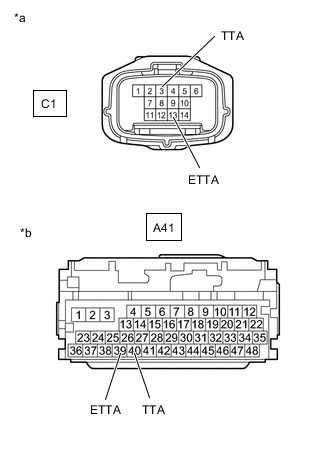 *a
TTA
C1
1 2 3 4 5 6
7 8 9 10
11 12 13 14
ETTA
*b
A41
1 2 3 4 5 6 7 8 9 10 11 12
13 14 15 16 17 18 19 20 21 22
23 24 25 26 27 28 29 30 31 32 33 34 35
36 37 38 39 40 41 42 43 44 45 46 47 48
ETTA TTA